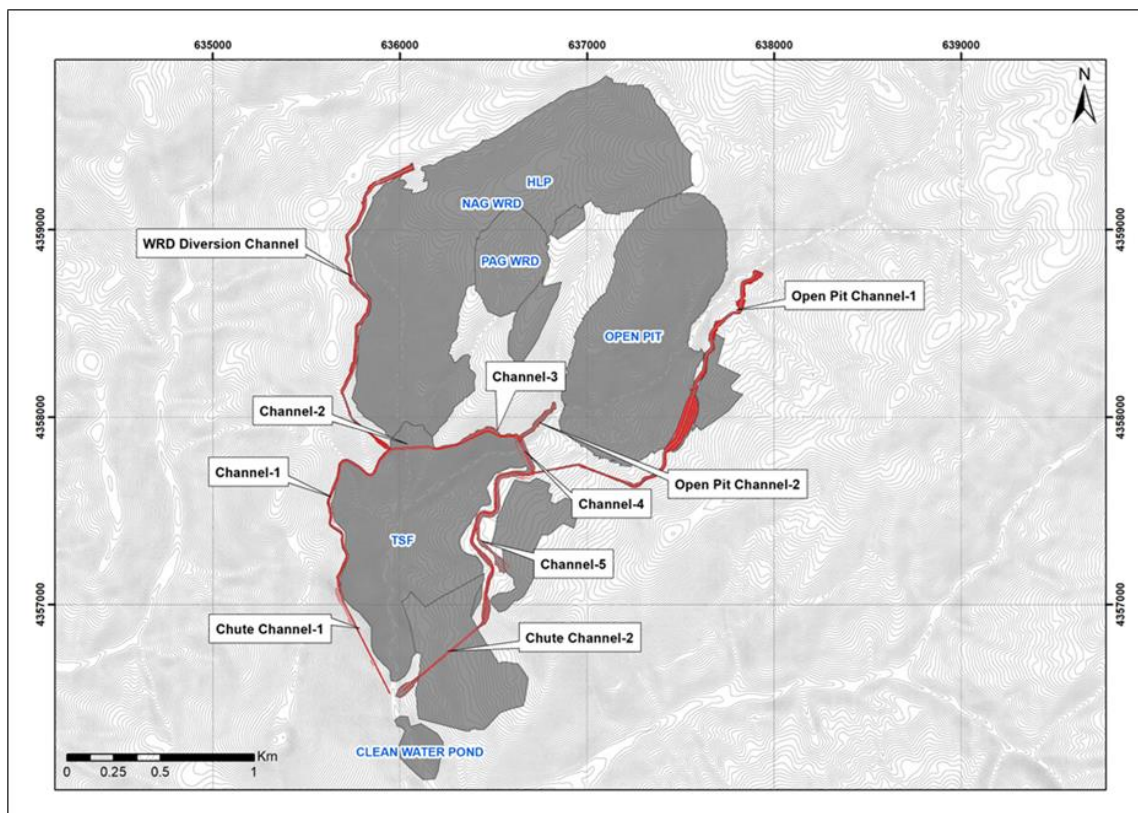 635000
636000
637000
638000
639000
N
HLP
NAG WRD
4359000
4359000
WRD Diversion Channel
PAG WRD
Open Pit Channel-1
OPEN PIT
Channel-3
Channel-2
4358000
4358000
Channel-1
Open Pit Channel-2
Channel-4
TSF
Channel-5
4357000
4357000
Chute Channel-1
Chute Channel-2
CLEAN WATER POND
Km
0 0.25 0.5 1